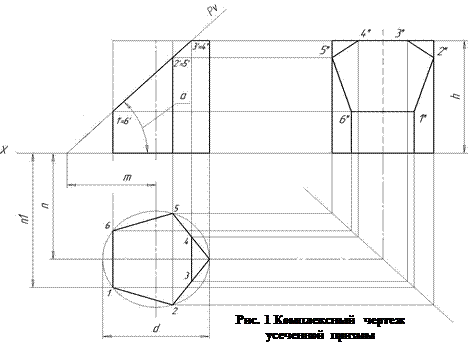 Pv
3'≡4'
2'≡5'
1'≡6'
a
4"
3"
5"
2"
6"
1"
h
X
m
n
n1
5
6
4
3
1
2
d
Рис. 1 Комплексный чертеж
усеченной призмы